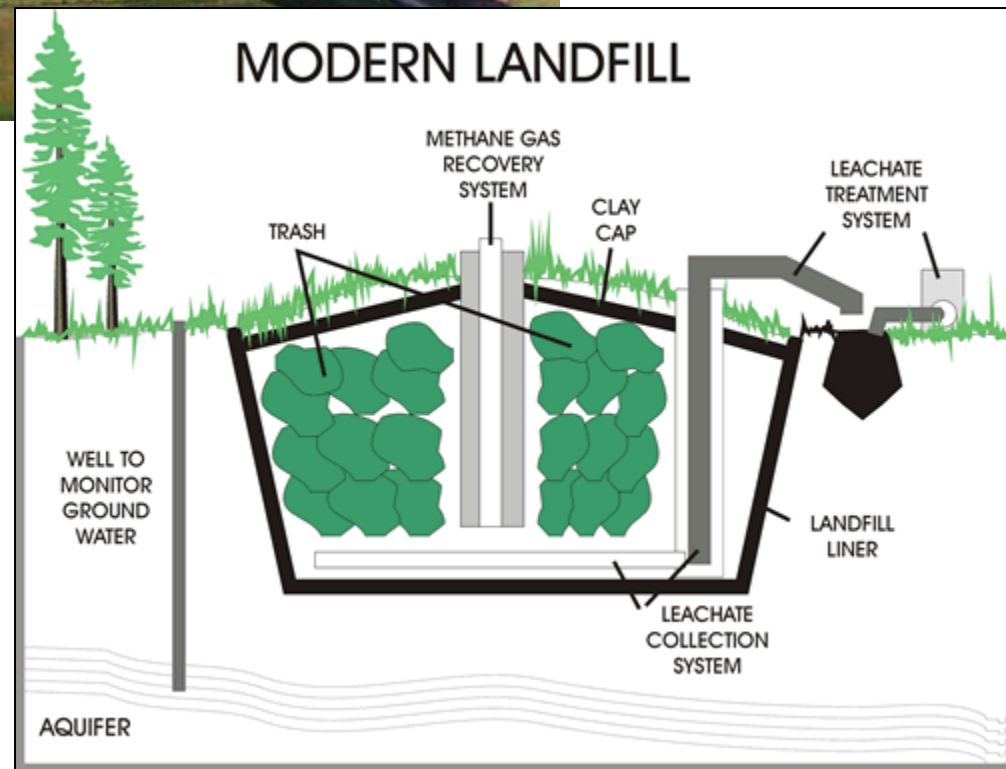 MODERN LANDFILL
METHANE GAS
RECOVERY
SYSTEM
LEACHATE
TREATMENT
SYSTEM
CLAY
CAP
TRASH
WELL TO
MONITOR
GROUND
WATER
LANDFILL
LINER
LEACHATE
COLLECTION
SYSTEM
AQUIFER